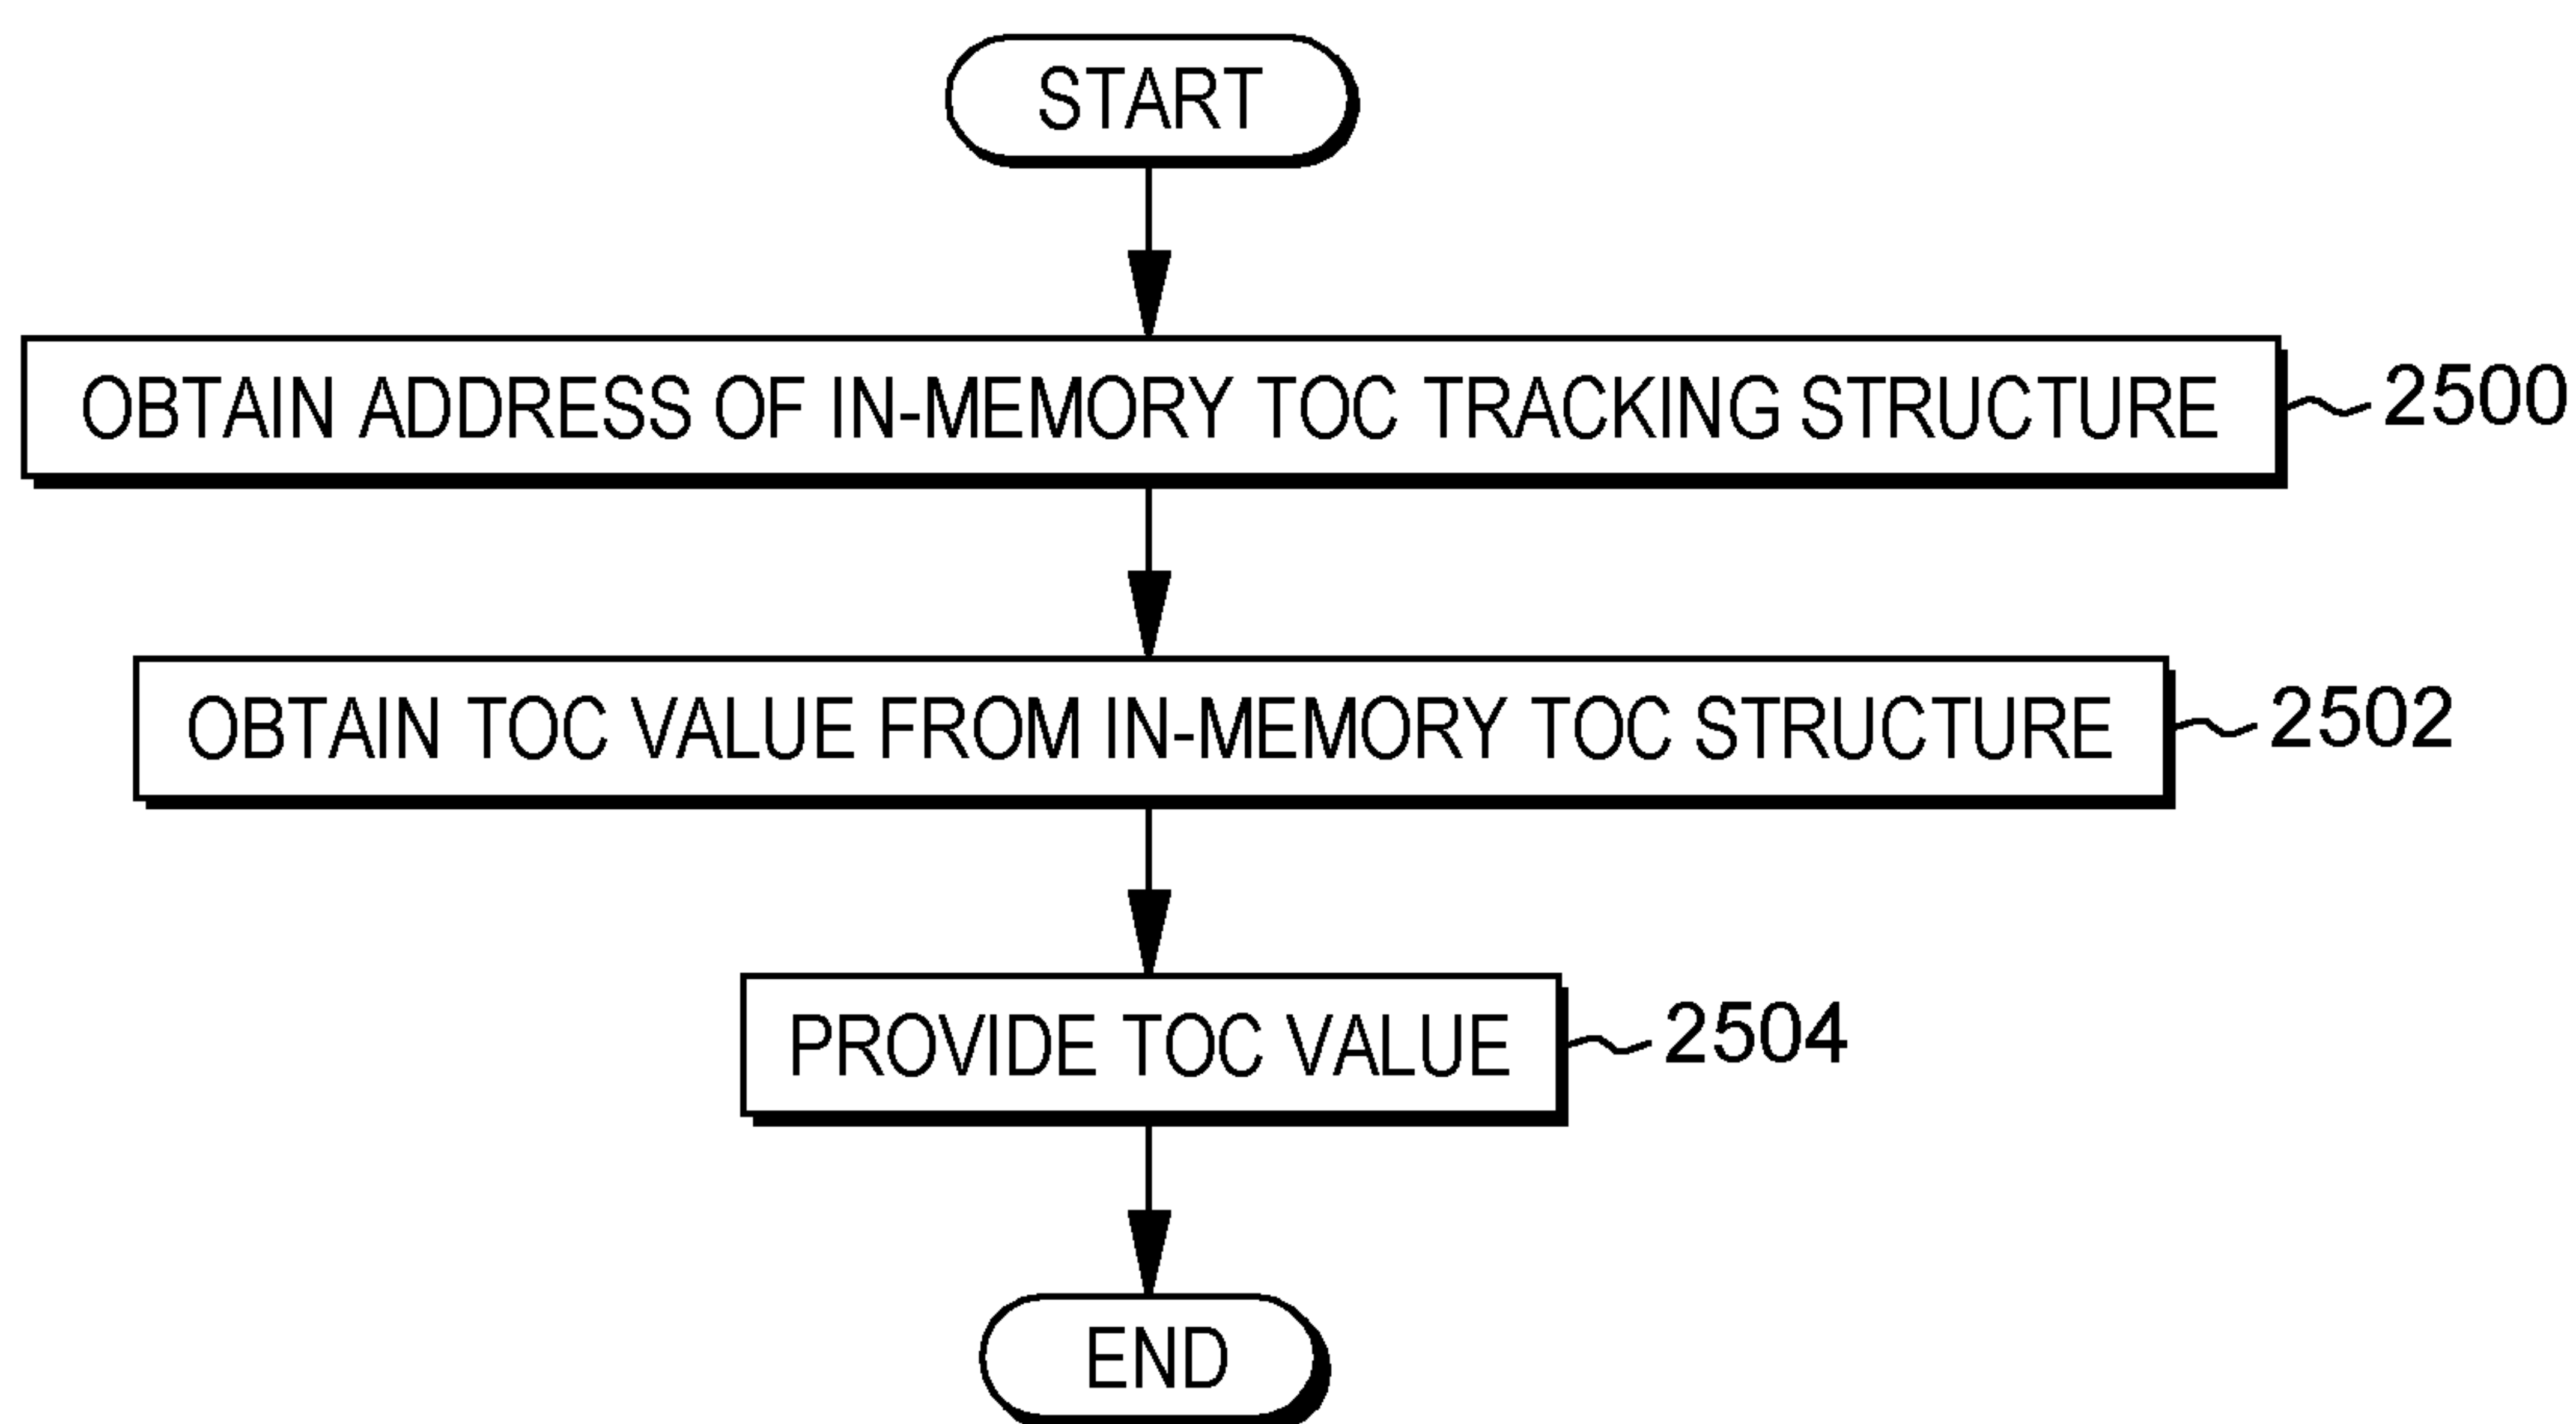 START
OBTAIN ADDRESS OF IN-MEMORY TOC TRACKING STRUCTURE 2500
OBTAIN TOC VALUE FROM IN-MEMORY TOC STRUCTURE 2502
PROVIDE TOC VALUE 2504
END